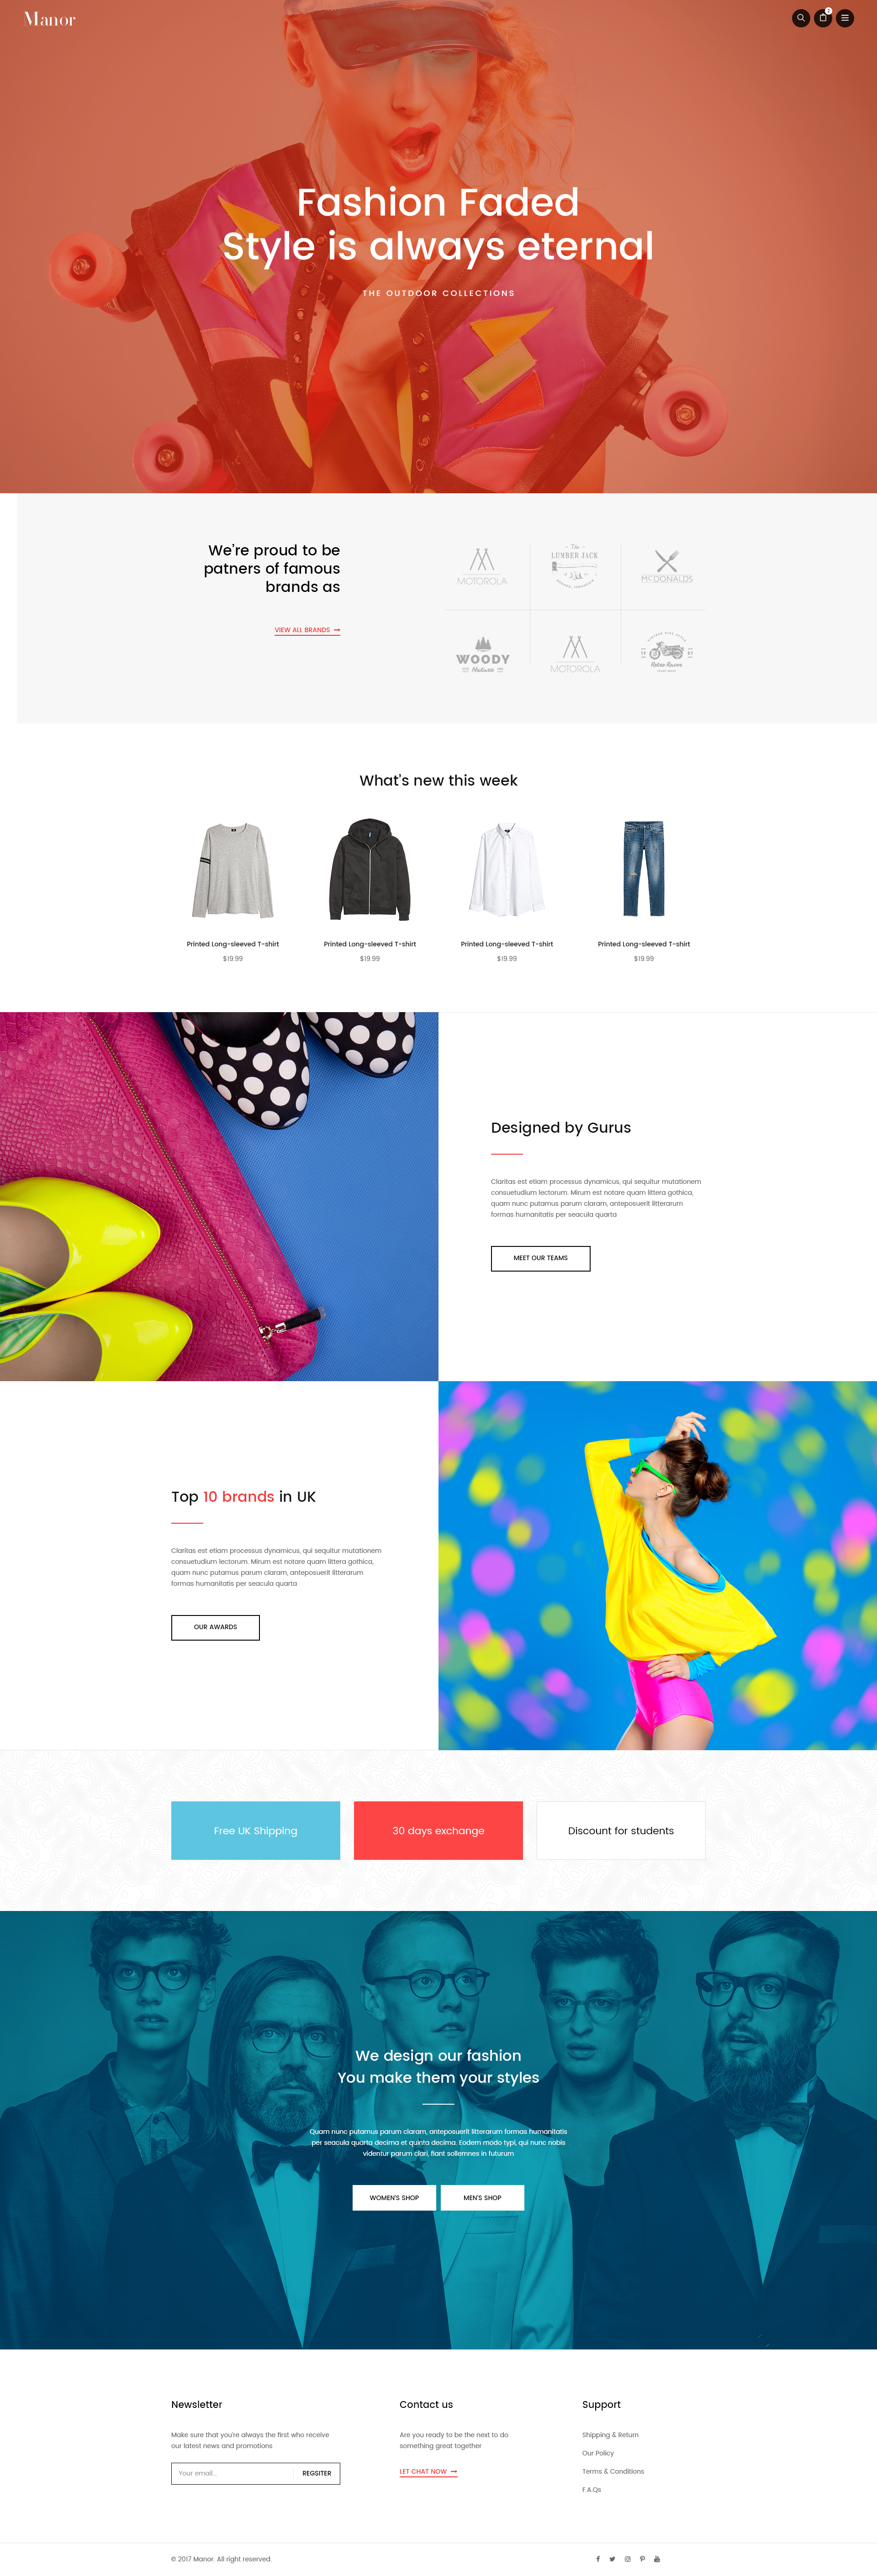 Manor
Fashion Faded
Style is always eternal
THE OUTDOOR COLLECTIONS
We're proud to be
patners of famous
brands as
VIEW ALL BRANDS
MOTOROLA
The
LUMBER JACK
MCDONALDS
WOODY
Natives
MOTOROLA
Retro Racers
What's new this week
Printed Long-sleeved T-shirt
$19.99
Printed Long-sleeved T-shirt
$19.99
Printed Long-sleeved T-shirt
$19.99
Printed Long-sleeved T-shirt
$19.99
Designed by Gurus
Claritas est etiam processus dynamicus, qui sequitur mutationem
consuetudium lectorum. Mirum est notare quam littera gothica,
quam nunc putamus parum claram, anteposuerit litterarum
formas humanitatis per seacula quarta
MEET OUR TEAMS
Top 10 brands in UK
Claritas est etiam processus dynamicus, qui sequitur mutationem
consuetudium lectorum. Mirum est notare quam littera gothica,
quam nunc putamus parum claram, anteposuerit litterarum
formas humanitatis per seacula quarta
OUR AWARDS
Free UK Shipping
30 days exchange
Discount for students
We design our fashion
You make them your styles
Quam nunc putamus parum claram, anteposuerit litterarum formas humanitatis
per seacula quarta decima et quinta decima. Eodem modo typi, qui nunc nobis
videntur parum clari, fiant sollemnes in futurum
WOMEN'S SHOP
MEN'S SHOP
Newsletter
Make sure that you're always the first who receive
our latest news and promotions
Your email...
REGSITER
Contact us
Are you ready to be the next to do
something great together
LET CHAT NOW
Support
Shipping & Return
Our Policy
Terms & Conditions
F.A.Qs
© 2017 Manor. All right reserved.